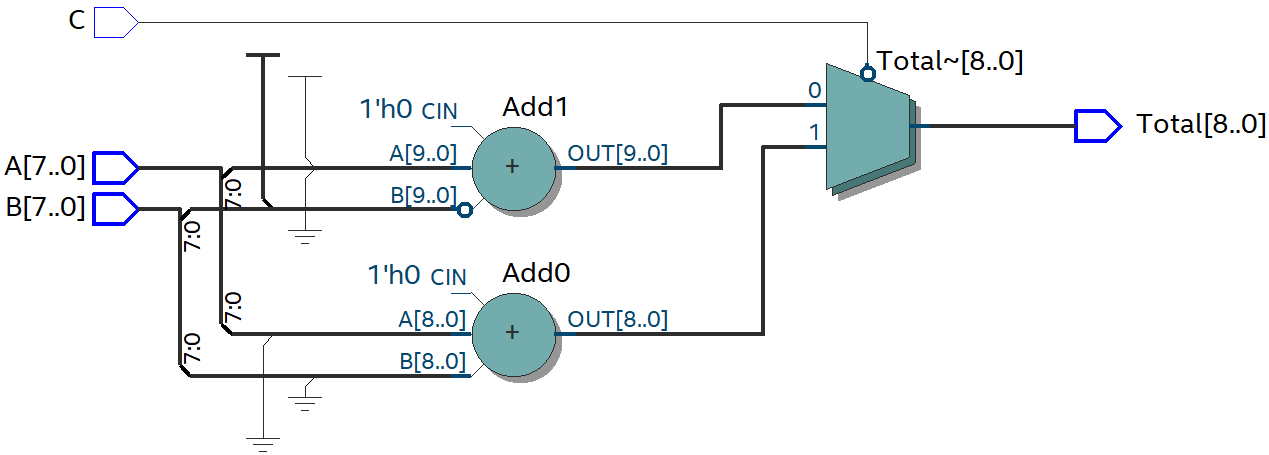 C
Total~[8..0]
0
1'h0 CIN
Add1
1
Total[8..0]
A[7..0]
A[9..0]
+
OUT[9..0]
7:0
B[7..0]
B[9..0]
7:0
1'h0 CIN
Add0
7:0
A[8..0]
+
OUT[8..0]
7:0
B[8..0]